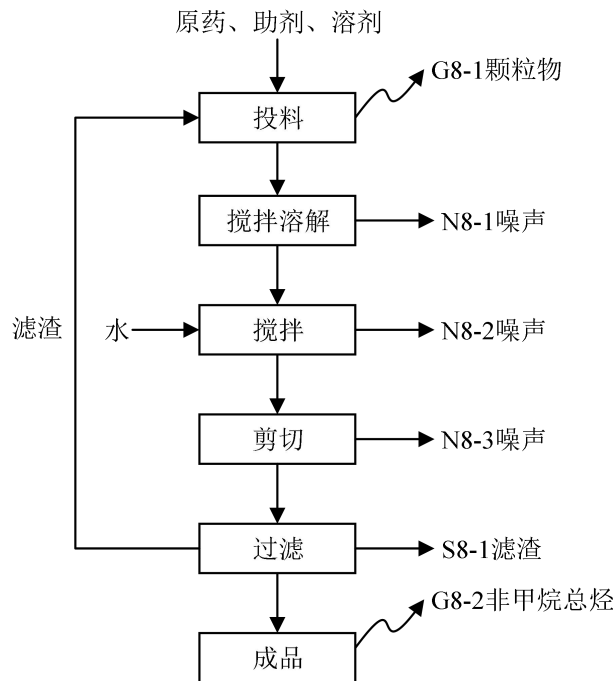 原药、助剂、溶剂
G8-1颗粒物
投料
搅拌溶解
N8-1噪声
滤渣
水
搅拌
N8-2噪声
剪切
N8-3噪声
过滤
S8-1滤渣
G8-2非甲烷总烃
成品